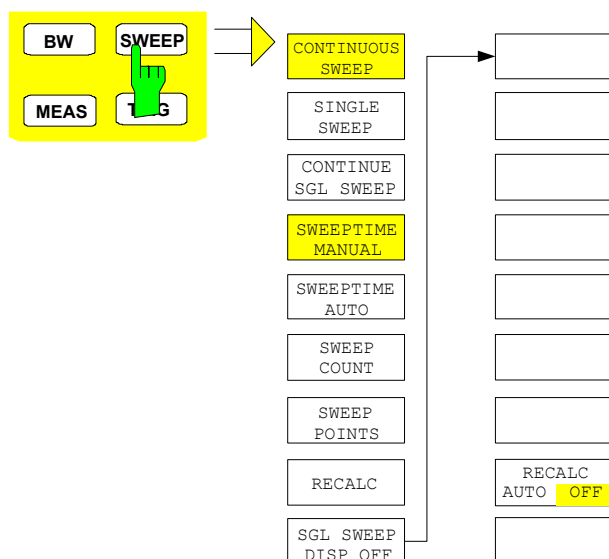 BW
SWEEP
MEAS
CONTINUOUS
SWEEP
SINGLE
SWEEP
CONTINUE
SGL SWEEP
SWEEPTIME
MANUAL
SWEEPTIME
AUTO
SWEEP
COUNT
SWEEP
POINTS
RECALC
SGL SWEEP
DISP OFF
RECALC
AUTO OFF